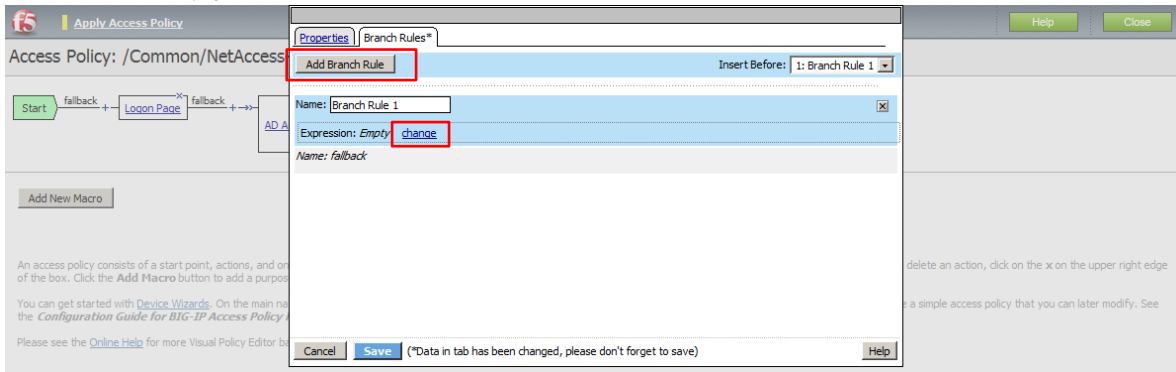 f5
Apply Access Policy
Help
Close
Access Policy: /Common/NetAccess
Start
fallback
+
Logon Page
x
fallback
+
AD A
Add New Macro
An access policy consists of a start point, actions, and on
of the box. Click the Add Macro button to add a purpos
You can get started with Device Wizards. On the main na
the Configuration Guide for BIG-IP Access Policy
Please see the Online Help for more Visual Policy Editor ba
Properties
Branch Rules*
Add Branch Rule
Insert Before: 1: Branch Rule 1
Name: Branch Rule 1
x
Expression: Empty change
Name: fallback
Cancel Save (*Data in tab has been changed, please don't forget to save) Help
delete an action, click on the x on the upper right edge
e a simple access policy that you can later modify. See